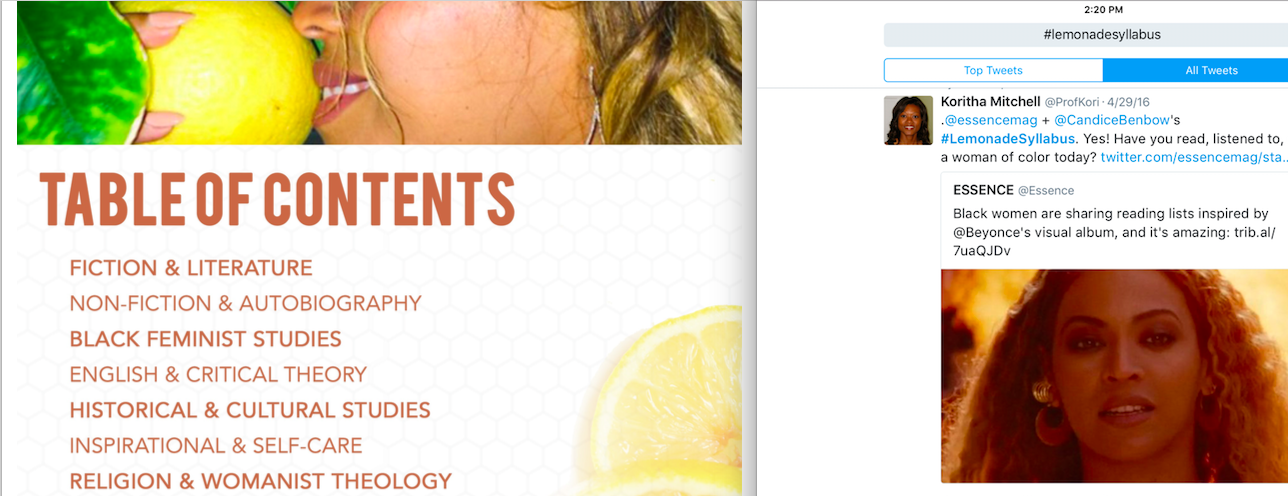 TABLE OF CONTENTS
FICTION & LITERATURE
NON-FICTION & AUTOBIOGRAPHY
BLACK FEMINIST STUDIES
ENGLISH & CRITICAL THEORY
HISTORICAL & CULTURAL STUDIES
INSPIRATIONAL & SELF-CARE
RELIGION & WOMANIST THEOLOGY
2:20 PM
#lemonadesyllabus
Top Tweets
All Tweets
Koritha Mitchell @ProfKori · 4/29/16
.@essencemag + @CandiceBenbow's
#LemonadeSyllabus. Yes! Have you read, listened to,
a woman of color today? twitter.com/essencemag/sta...
ESSENCE @Essence
Black women are sharing reading lists inspired by
@Beyonce's visual album, and it's amazing: trib.al/
7uaQJDv